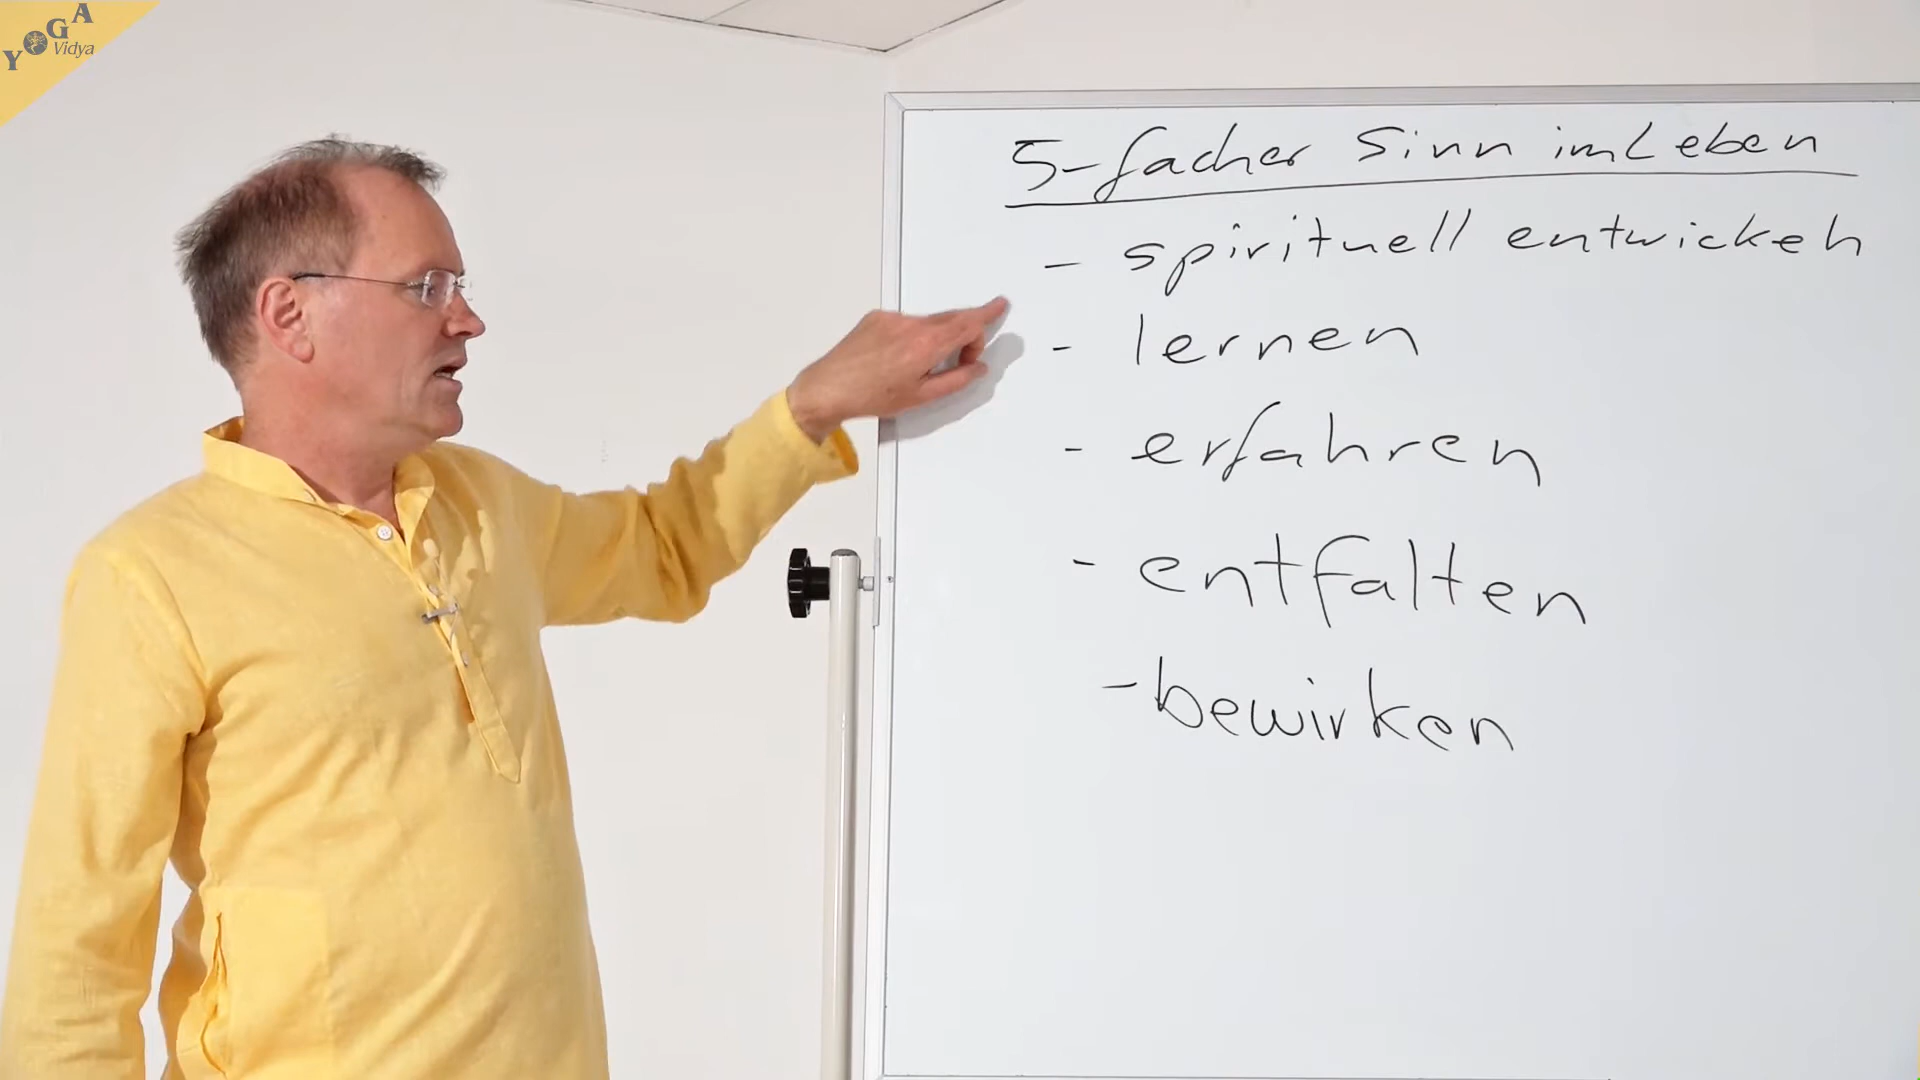 YOGA
Vidya
5-facher Sinn im Leben
- spirituell entwickeln
- lernen
- erfahren
- entfalten
- bewirken